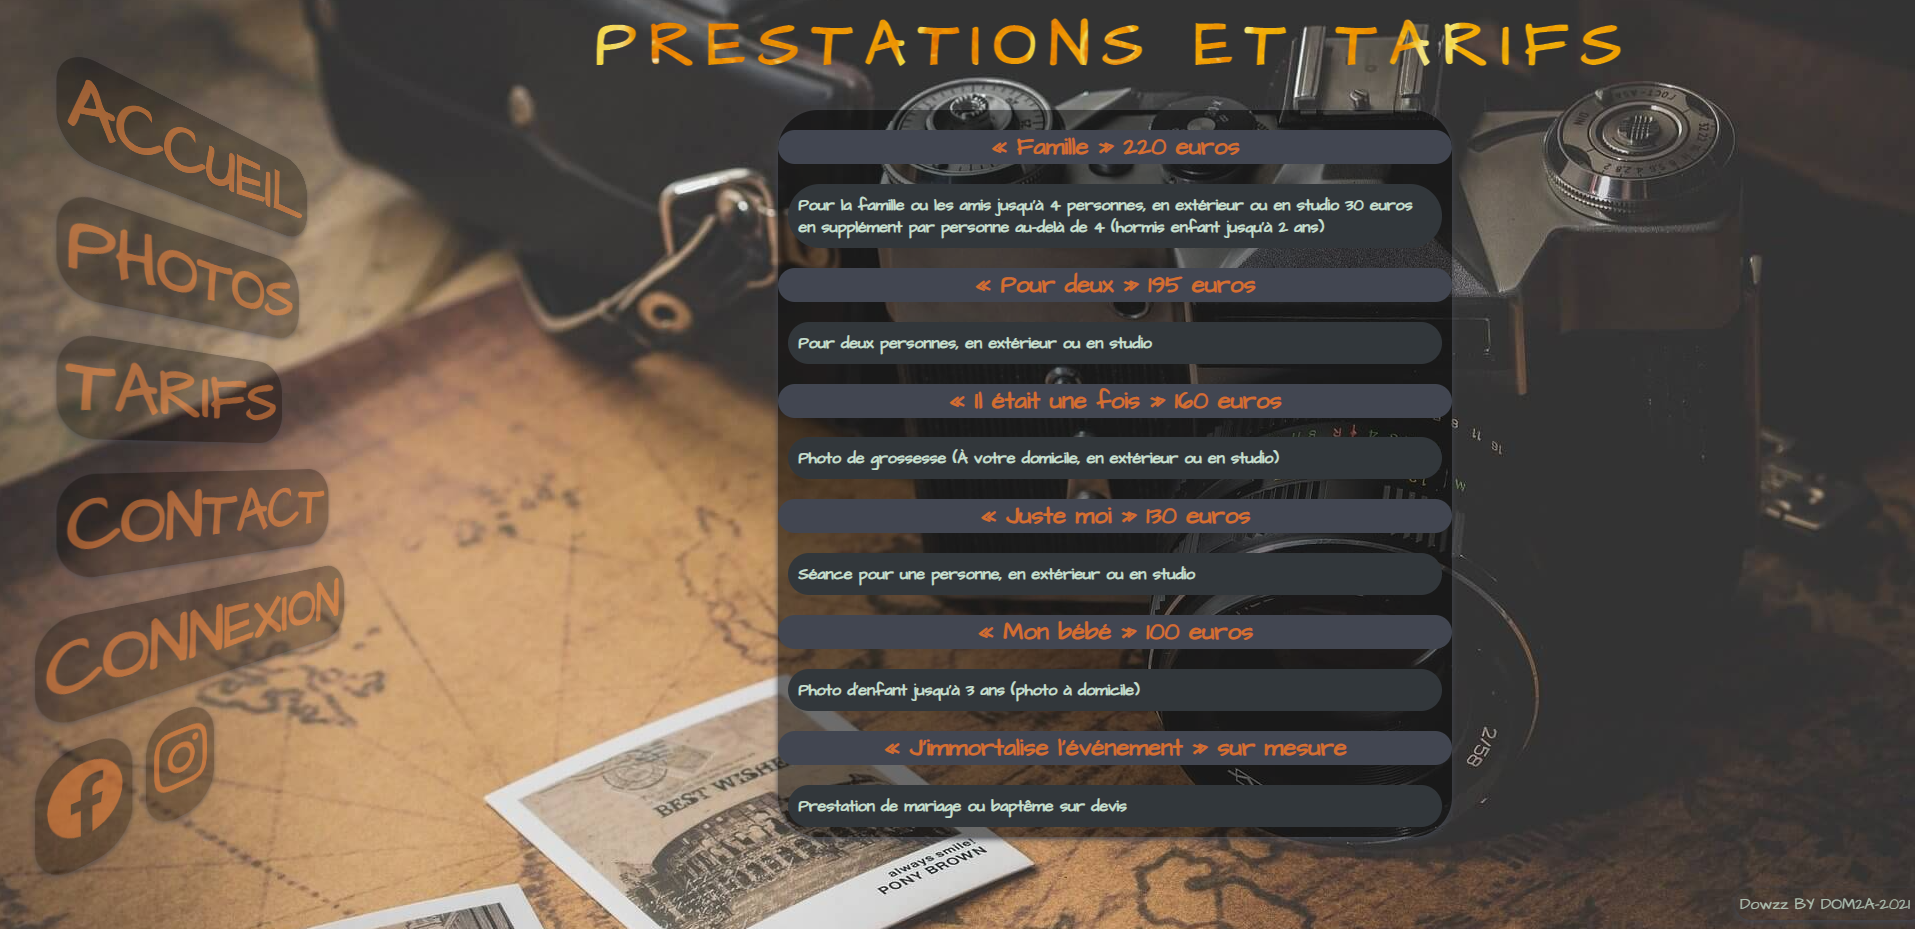 PRESTATIONS ET TARIFS
ACCUEIL
PHOTOS
TARIFS
CONTACT
CONNEXION
« Famille » 220 euros
Pour la famille ou les amis jusqu'à 4 personnes, en extérieur ou en studio 30 euros
en supplément par personne au-delà de 4 (hormis enfant jusqu'à 2 ans)
« Pour deux » 195 euros
Pour deux personnes, en extérieur ou en studio
« Il était une fois » 160 euros
Photo de grossesse (À votre domicile, en extérieur ou en studio)
« Juste moi » 130 euros
Séance pour une personne, en extérieur ou en studio
« Mon bébé » 100 euros
Photo d'enfant jusqu'à 3 ans (photo à domicile)
« J'immortalise l'événement » sur mesure
Prestation de mariage ou baptême sur devis
BEST WISHE
always smile!
PONY BROWN
2/58
Dowzz BY DOM2A-2021